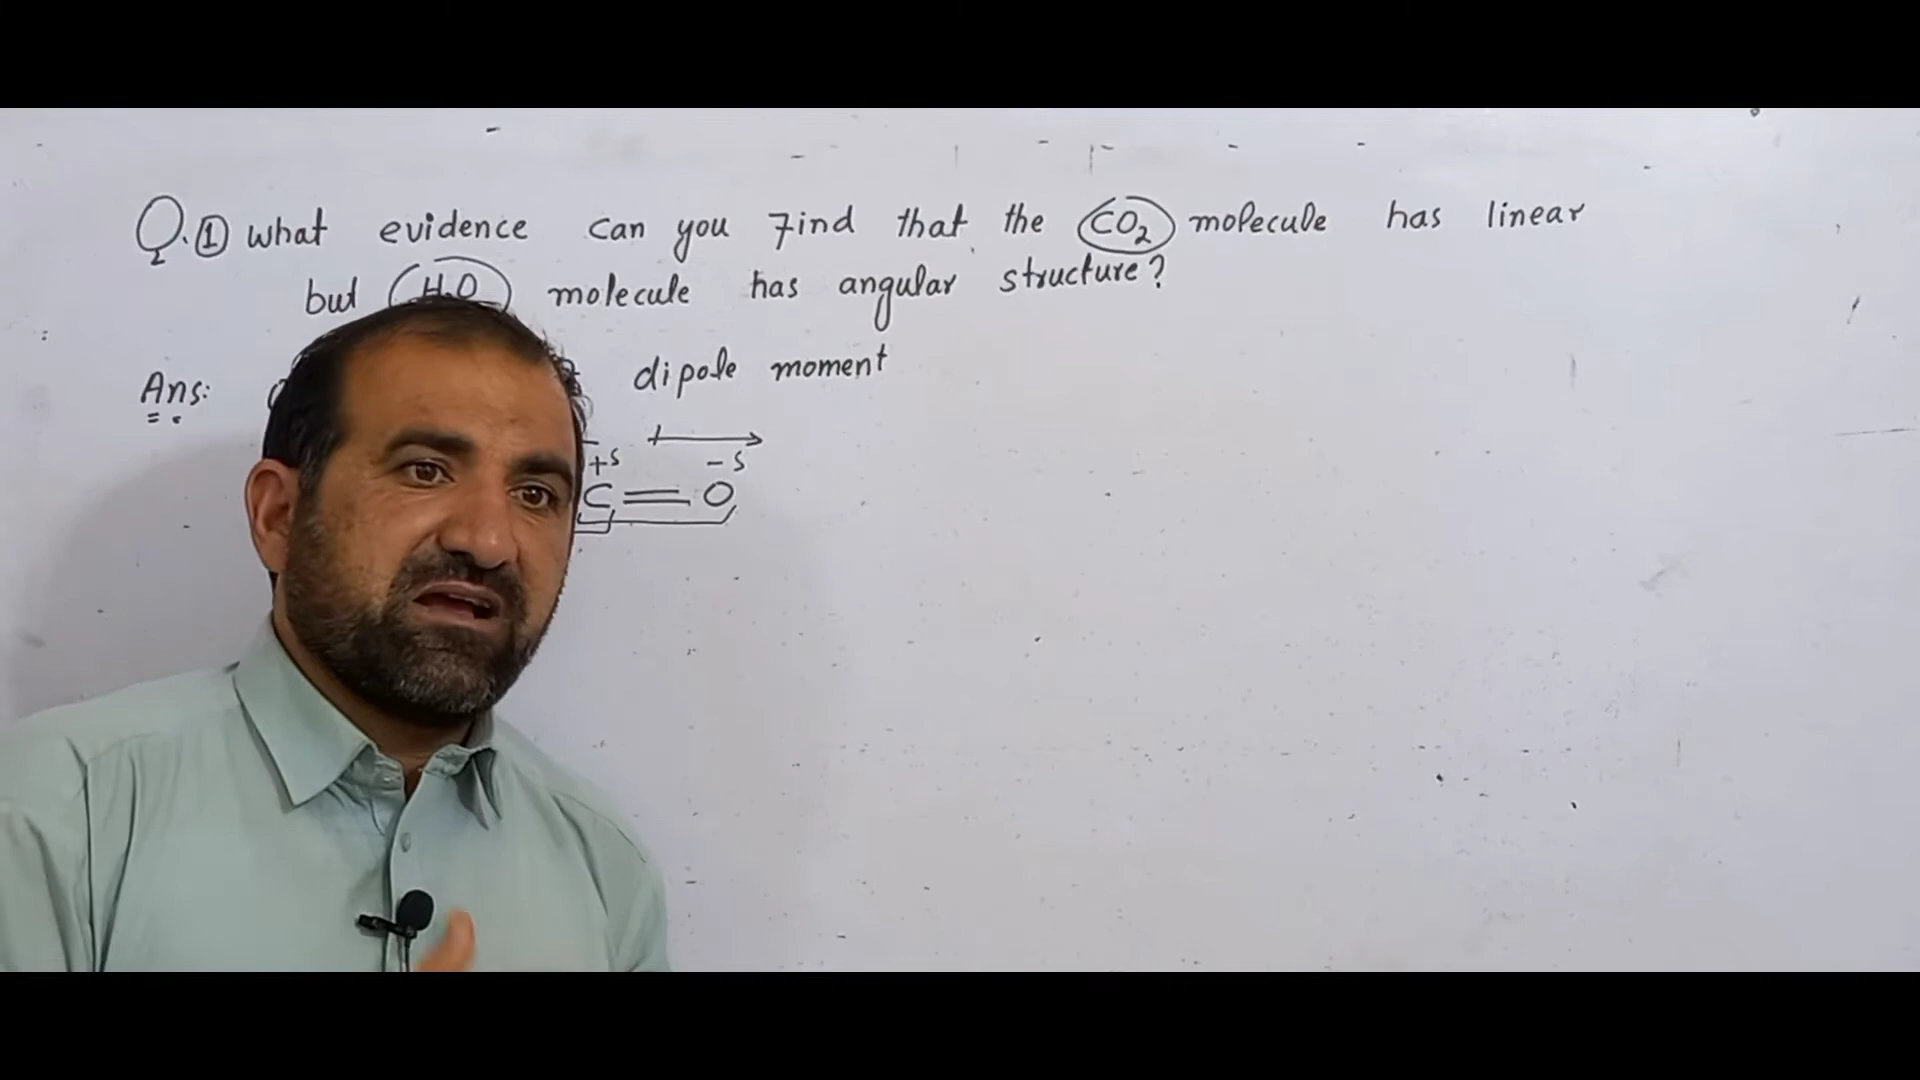 Q.① What evidence can you find that the CO₂ molecule has linear
but H₂O molecule has angular structure?
Ans: dipole moment
+δ -δ
C = O